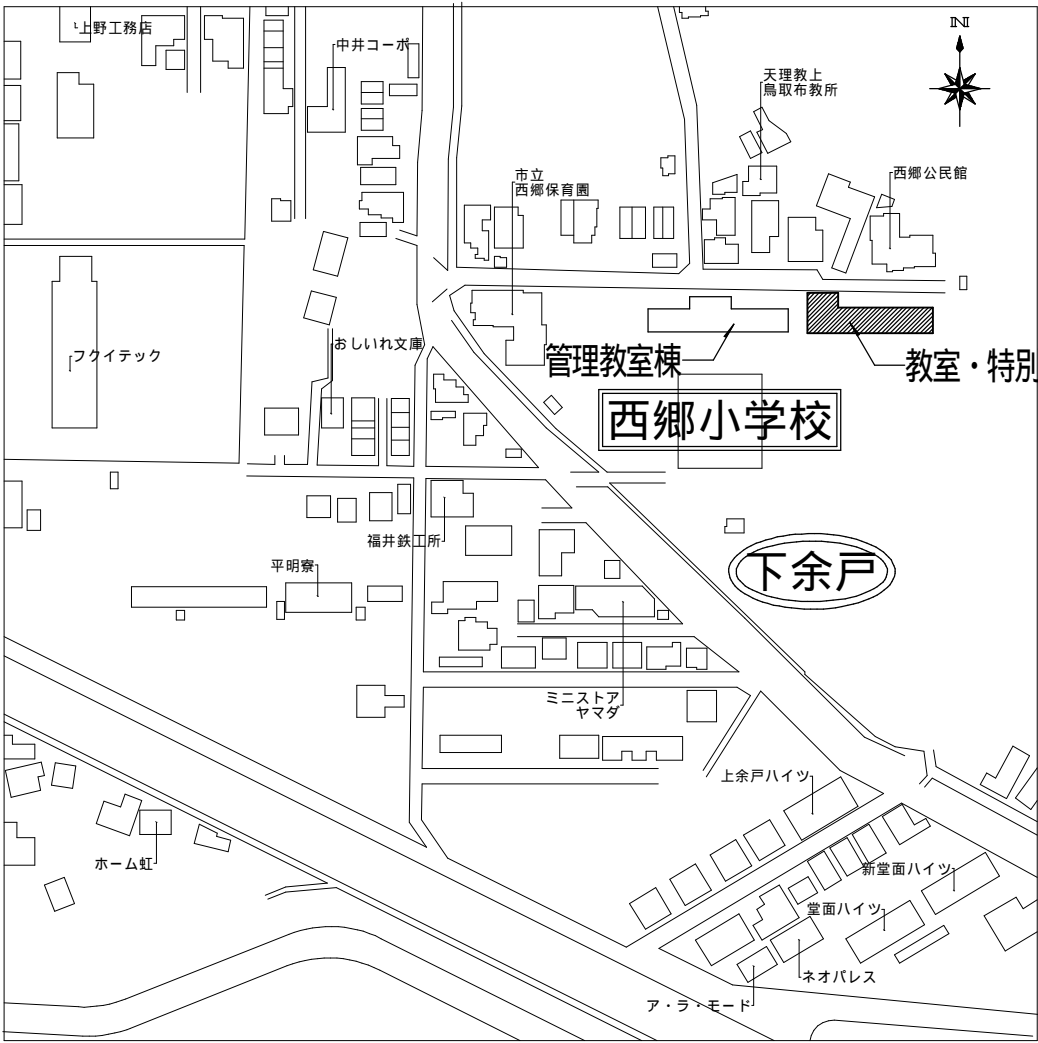 上野工務店
中井コーポ
N
天理教上
鳥取布教所
市立
西郷保育園
西郷公民館
フクイテック
おしいれ文庫
管理教室棟
教室・特別
西郷小学校
福井鉄工所
平明寮
下余戸
ミニストア
ヤマダ
上余戸ハイツ
ホーム虹
新堂面ハイツ
堂面ハイツ
ネオパレス
ア・ラ・モード